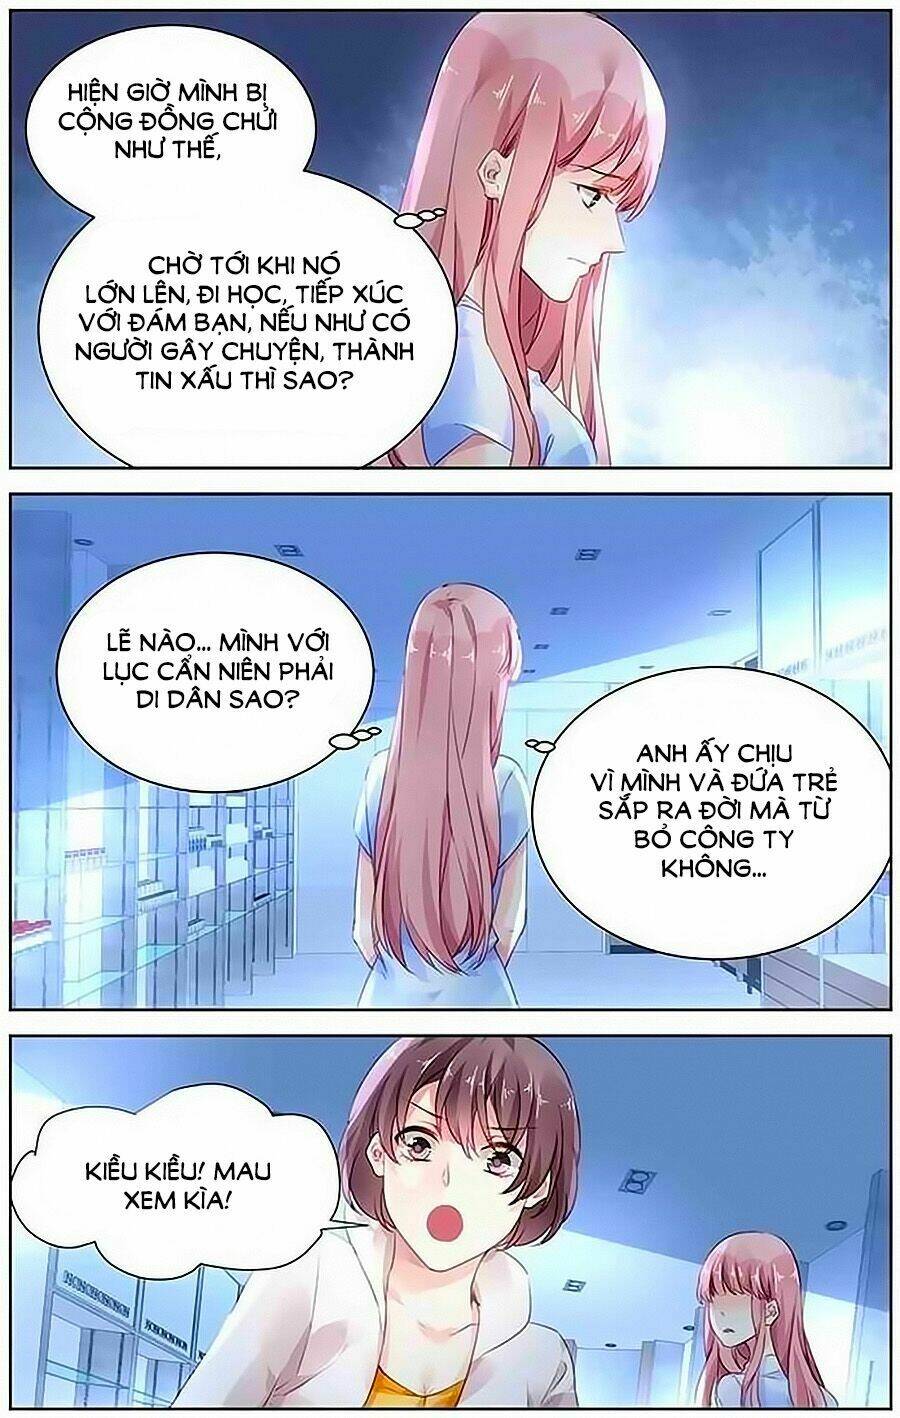 HIỆN GIỜ MÌNH BỊ
CỘNG ĐỒNG CHỬI
NHƯ THẾ,
CHỜ TỚI KHI NÓ
LỚN LÊN, ĐI HỌC, TIẾP XÚC
VỚI ĐÁM BẠN, NẾU NHƯ CÓ
NGƯỜI GÂY CHUYỆN, THÀNH
TIN XẤU THÌ SAO?
LẼ NÀO... MÌNH VỚI
LỤC CẨN NIÊN PHẢI
DI DÂN SAO?
ANH ẤY CHỊU
VÌ MÌNH VÀ ĐỨA TRẺ
SẮP RA ĐỜI MÀ TỪ
BỎ CÔNG TY
KHÔNG...
KIỀU KIỀU! MAU
XEM KÌA!